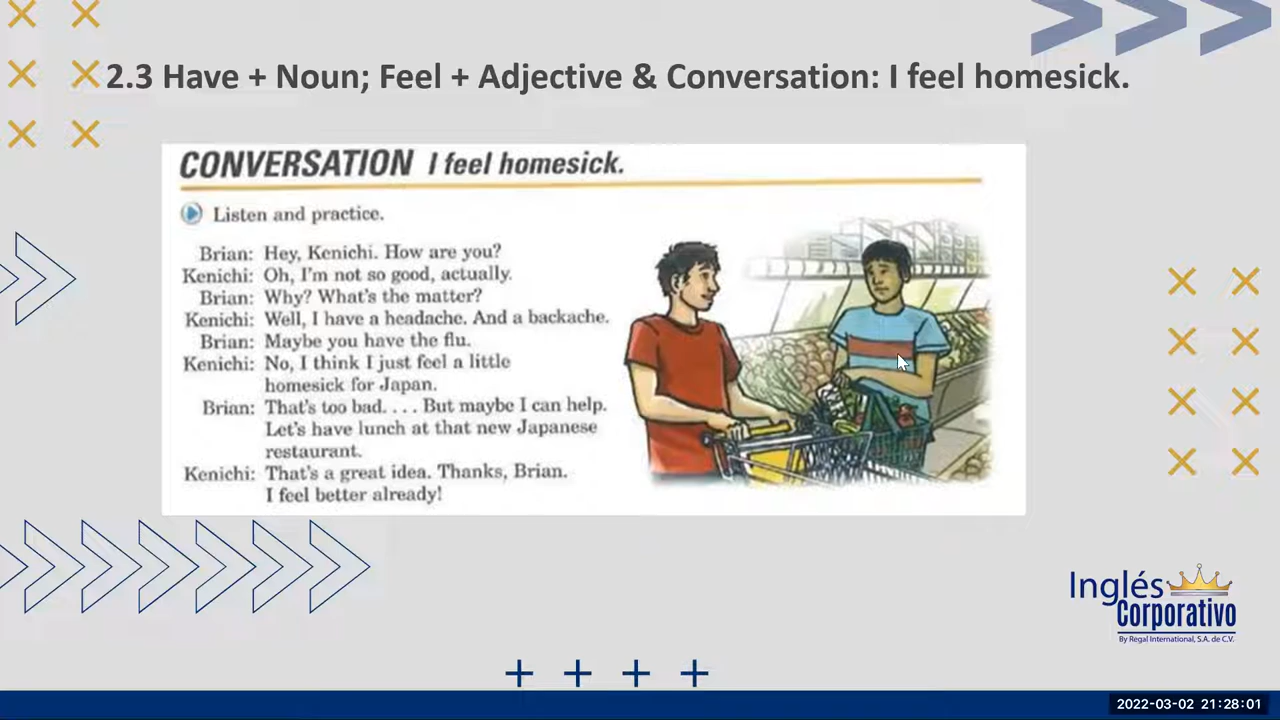 2.3 Have + Noun; Feel + Adjective & Conversation: I feel homesick.
CONVERSATION I feel homesick.
Listen and practice.
Brian: Hey, Kenichi. How are you?
Kenichi: Oh, I'm not so good, actually.
Brian: Why? What's the matter?
Kenichi: Well, I have a headache. And a backache.
Brian: Maybe you have the flu.
Kenichi: No, I think I just feel a little
homesick for Japan.
Brian: That's too bad. . . . But maybe I can help.
Let's have lunch at that new Japanese
restaurant.
Kenichi: That's a great idea. Thanks, Brian.
I feel better already!
Inglés
Corporativo
By Regal International, S.A. de C.V.
2022-03-02 21:28:01